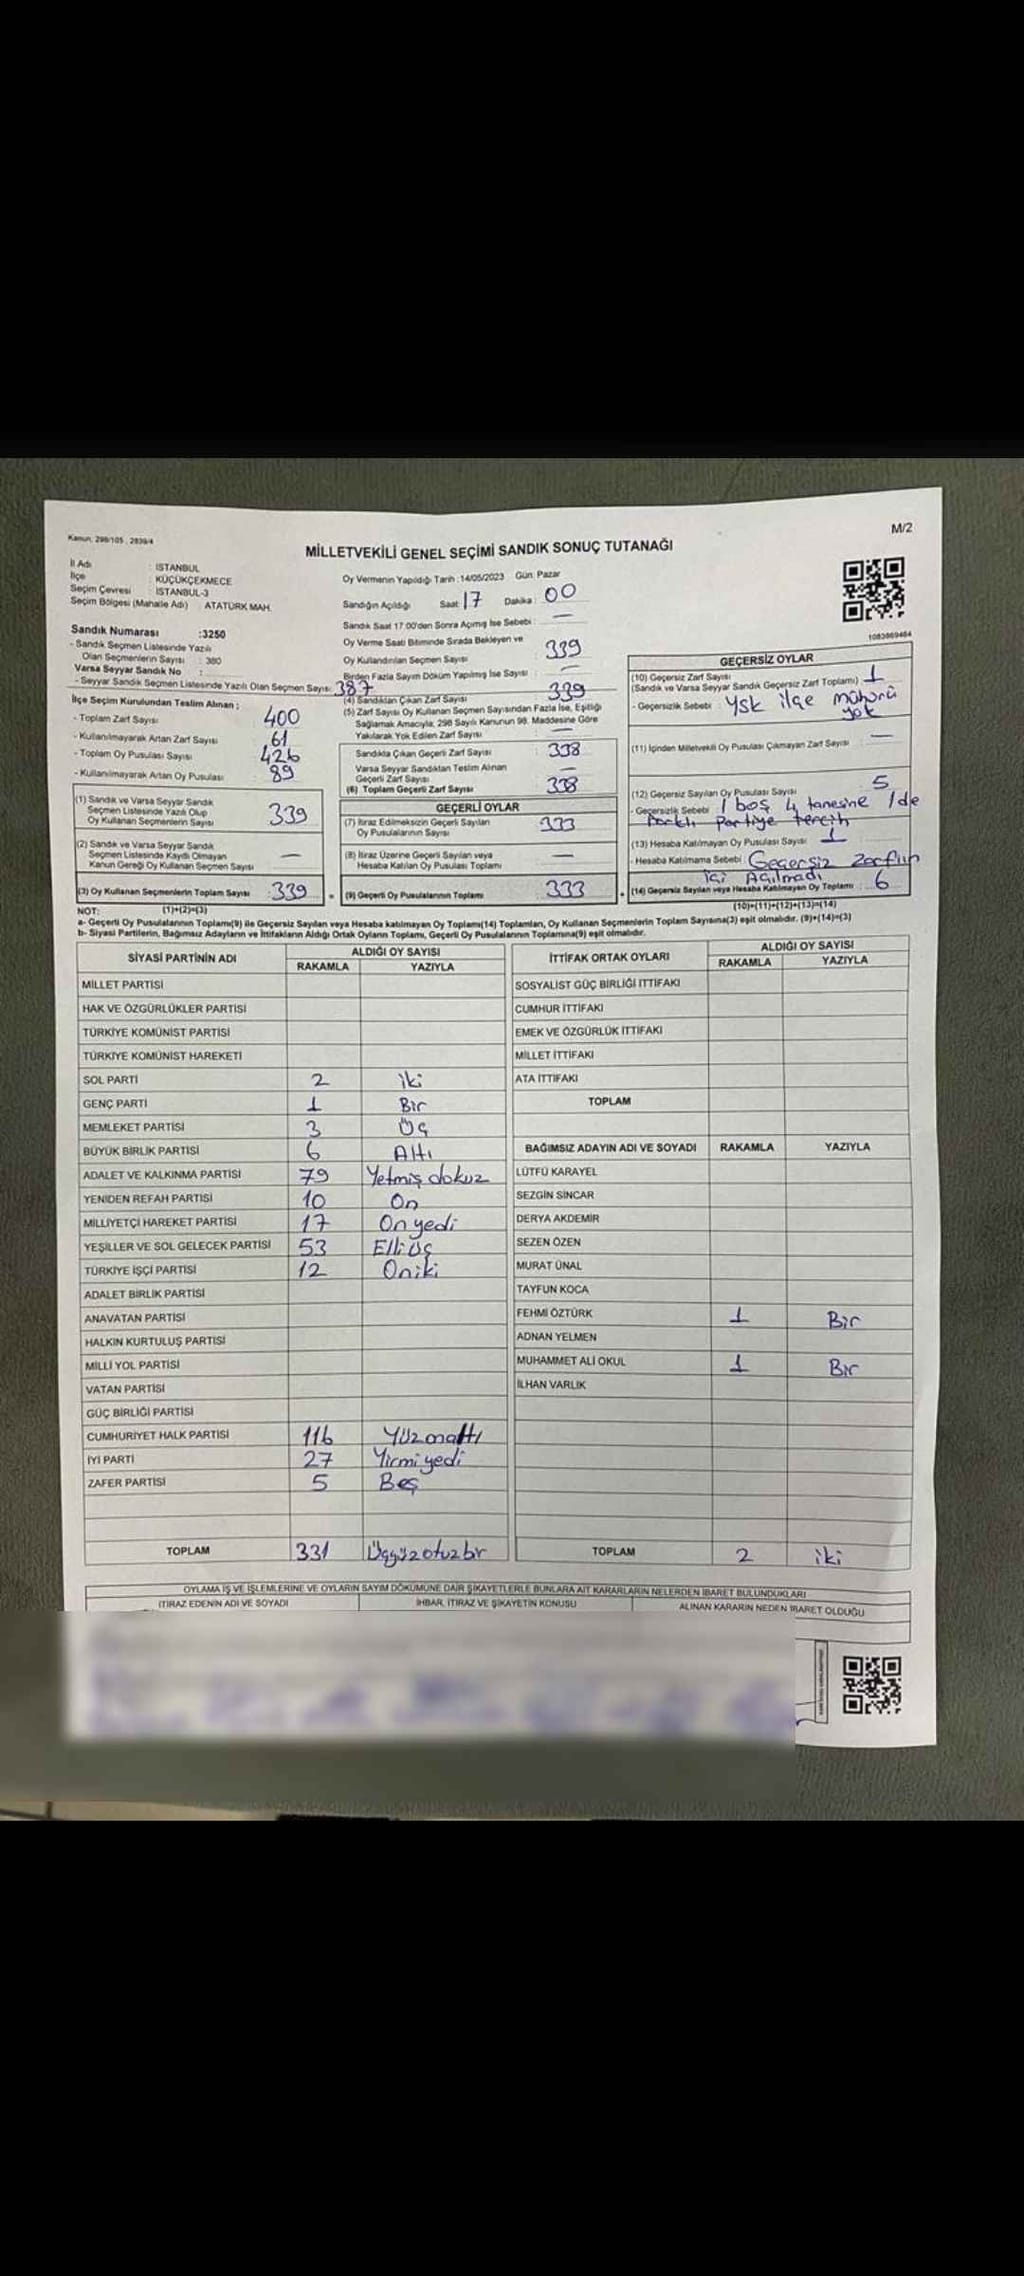 Kanun, 298/105 , 2839/4
M/2
MİLLETVEKİLİ GENEL SEÇİMİ SANDIK SONUÇ TUTANAĞI
İl Adı : İSTANBUL
İlçe : KÜÇÜKÇEKMECE
Seçim Çevresi : İSTANBUL-3
Seçim Bölgesi (Mahalle Adı) ATATÜRK MAH.
Sandık Numarası :3250
- Sandık Seçmen Listesinde Yazılı
Olan Seçmenlerin Sayısı : 380
Varsa Seyyar Sandık No :
- Seyyar Sandık Seçmen Listesinde Yazılı Olan Seçmen Sayısı: 387
İlçe Seçim Kurulundan Teslim Alınan ;
- Toplam Zarf Sayısı 400
- Kullanılmayarak Artan Zarf Sayısı 61
- Toplam Oy Pusulası Sayısı 426
- Kullanılmayarak Artan Oy Pusulası 89
(1) Sandık ve Varsa Seyyar Sandık
Seçmen Listesinde Yazılı Olup
Oy Kullanan Seçmenlerin Sayısı : 339
(2) Sandık ve Varsa Seyyar Sandık
Seçmen Listesinde Kaydı Olmayan
Kanun Gereği Oy Kullanan Seçmen Sayısı —
(3) Oy Kullanan Seçmenlerin Toplam Sayısı : 339
Oy Vermenin Yapıldığı Tarih :14/05/2023 Gün: Pazar
Sandığın Açıldığı Saat: 17 Dakika : 00
Sandık Saat 17:00'den Sonra Açımış İse Sebebi : —
Oy Verme Saati Bitiminde Sırada Bekleyen ve
Oy Kullandırılan Seçmen Sayısı 339
Birden Fazla Sayım Döküm Yapılmış İse Sayısı : —
(4) Sandıktan Çıkan Zarf Sayısı 339
(5) Zarf Sayısı Oy Kullanan Seçmen Sayısından Fazla İse, Eşitliği
Sağlamak Amacıyla; 298 Sayılı Kanunun 98. Maddesine Göre
Yakılarak Yok Edilen Zarf Sayısı —
Sandıkla Çıkan Geçerli Zarf Sayısı : 338
Varsa Seyyar Sandıktan Teslim Alınan
Geçerli Zarf Sayısı —
(6) Toplam Geçerli Zarf Sayısı : 338
GEÇERLİ OYLAR
(7) İtiraz Edilmeksizin Geçerli Sayılan
Oy Pusulalarının Sayısı : 333
(8) İtiraz Üzerine Geçerli Sayılan veya
Hesaba Katılan Oy Pusulası Toplamı : —
(9) Geçerli Oy Pusulalarının Toplamı : 333
1083869464
GEÇERSİZ OYLAR
(10) Geçersiz Zarf Sayısı
(Sandık ve Varsa Seyyar Sandık Geçersiz Zarf Toplamı) : 1
- Geçersizlik Sebebi : YSK ilçe mühürü
yok
(11) İçinden Milletvekili Oy Pusulası Çıkmayan Zarf Sayısı : —
(12) Geçersiz Sayılan Oy Pusulası Sayısı 5
- Geçersizlik Sebebi 1 boş 4 tanesine 1de
farklı partiye tercih
(13) Hesaba Katılmayan Oy Pusulası Sayısı 1
- Hesaba Katılmama Sebebi : Geçersiz zarfın
içi Açılmadı
(14) Geçersiz Sayılan veya Hesaba Katılmayan Oy Toplamı : 6
NOT: (1)+(2)=(3) (10)+(11)+(12)+(13)=(14)
a- Geçerli Oy Pusulalarının Toplamı(9) ile Geçersiz Sayılan veya Hesaba katılmayan Oy Toplamı(14) Toplamları, Oy Kullanan Seçmenlerin Toplam Sayısına(3) eşit olmalıdır. (9)+(14)=(3)
b- Siyasi Partilerin, Bağımsız Adayların ve İttifakların Aldığı Ortak Oyların Toplamı, Geçerli Oy Pusulalarının Toplamına(9) eşit olmalıdır.
SİYASİ PARTİNİN ADI ALDIĞI OY SAYISI
RAKAMLA YAZIYLA
MİLLET PARTİSİ
HAK VE ÖZGÜRLÜKLER PARTİSİ
TÜRKİYE KOMÜNİST PARTİSİ
TÜRKİYE KOMÜNİST HAREKETİ
SOL PARTİ 2 iki
GENÇ PARTİ 1 Bir
MEMLEKET PARTİSİ 3 Üç
BÜYÜK BİRLİK PARTİSİ 6 Altı
ADALET VE KALKINMA PARTİSİ 79 Yetmiş dokuz
YENİDEN REFAH PARTİSİ 10 On
MİLLİYETÇİ HAREKET PARTİSİ 17 On yedi
YEŞİLLER VE SOL GELECEK PARTİSİ 53 Elli üç
TÜRKİYE İŞÇİ PARTİSİ 12 Oniki
ADALET BİRLİK PARTİSİ
ANAVATAN PARTİSİ
HALKIN KURTULUŞ PARTİSİ
MİLLİ YOL PARTİSİ
VATAN PARTİSİ
GÜÇ BİRLİĞİ PARTİSİ
CUMHURİYET HALK PARTİSİ 116 Yüz onaltı
İYİ PARTİ 27 Yirmi yedi
ZAFER PARTİSİ 5 Beş
TOPLAM 331 Üçyüzotuzbir
İTTİFAK ORTAK OYLARI ALDIĞI OY SAYISI
RAKAMLA YAZIYLA
SOSYALİST GÜÇ BİRLİĞİ İTTİFAKI
CUMHUR İTTİFAKI
EMEK VE ÖZGÜRLÜK İTTİFAKI
MİLLET İTTİFAKI
ATA İTTİFAKI
TOPLAM
BAĞIMSIZ ADAYIN ADI VE SOYADI RAKAMLA YAZIYLA
LÜTFÜ KARAYEL
SEZGİN SİNCAR
DERYA AKDEMİR
SEZEN ÖZEN
MURAT ÜNAL
TAYFUN KOCA
FEHMİ ÖZTÜRK 1 Bir
ADNAN YELMEN
MUHAMMET ALİ OKUL 1 Bir
İLHAN VARLIK
TOPLAM 2 iki
OYLAMA İŞ VE İŞLEMLERİNE VE OYLARIN SAYIM DÖKÜMÜNE DAİR ŞİKAYETLERLE BUNLARA AİT KARARLARIN NELERDEN İBARET BULUNDUKLARI
İTİRAZ EDENİN ADI VE SOYADI İHBAR, İTİRAZ VE ŞİKAYETİN KONUSU ALINAN KARARIN NEDEN İBARET OLDUĞU